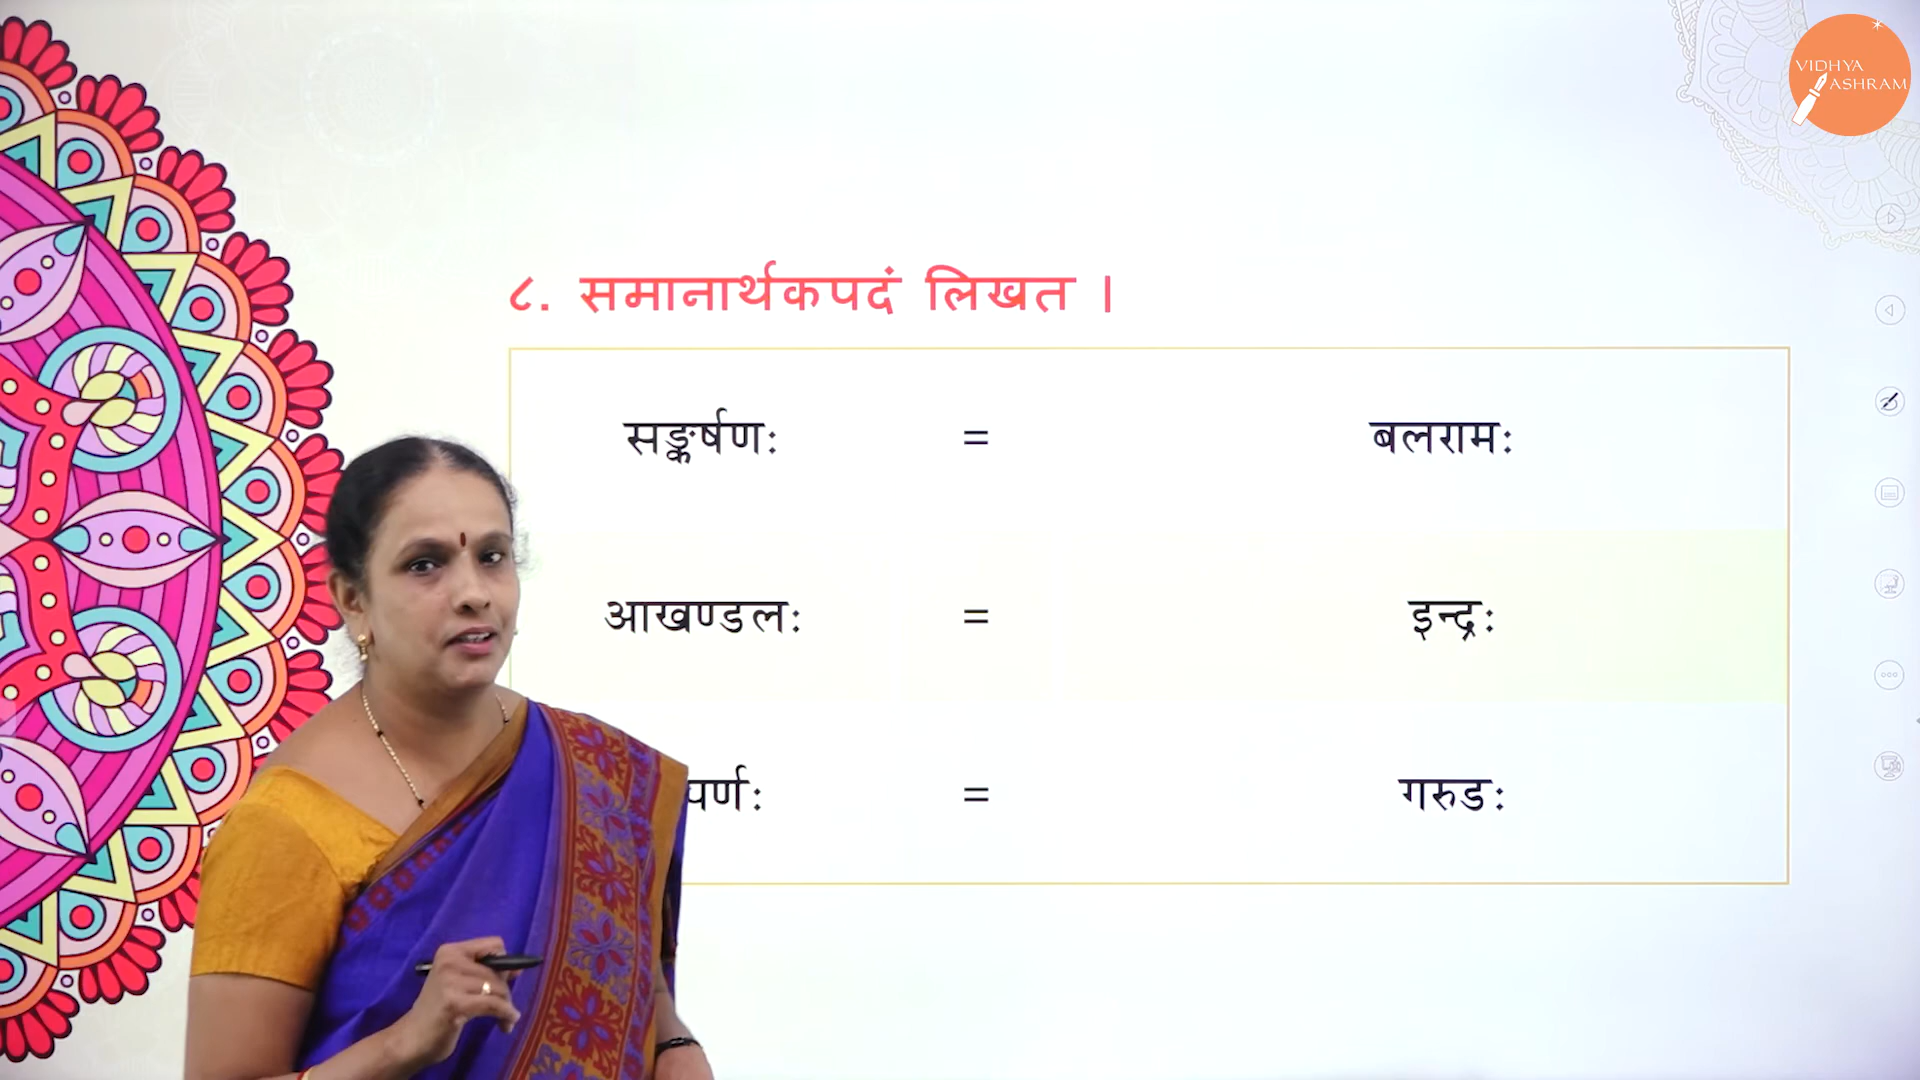 VIDHYA
ASHRAM
८. समानार्थकपदं लिखत ।
सङ्कर्षणः = बलरामः
आखण्डलः = इन्द्रः
पर्णः = गरुडः